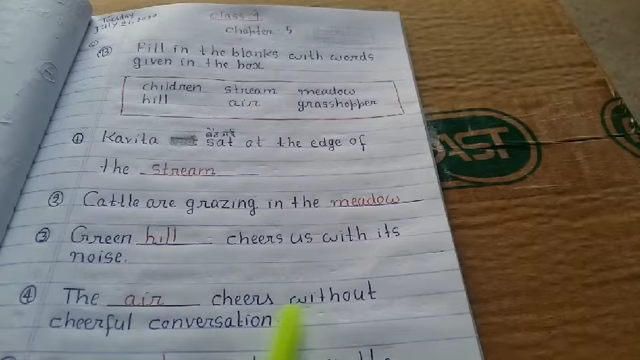 Tuesday
Class 7
Chapter 5
Fill in the blanks with words
given in the box
children stream meadow
hill air grasshopper
① Kavita sat at the edge of
the stream
② Cattle are grazing in the meadow
③ Green hill cheers us with its
noise.
④ The air cheers without
cheerful conversation
AST